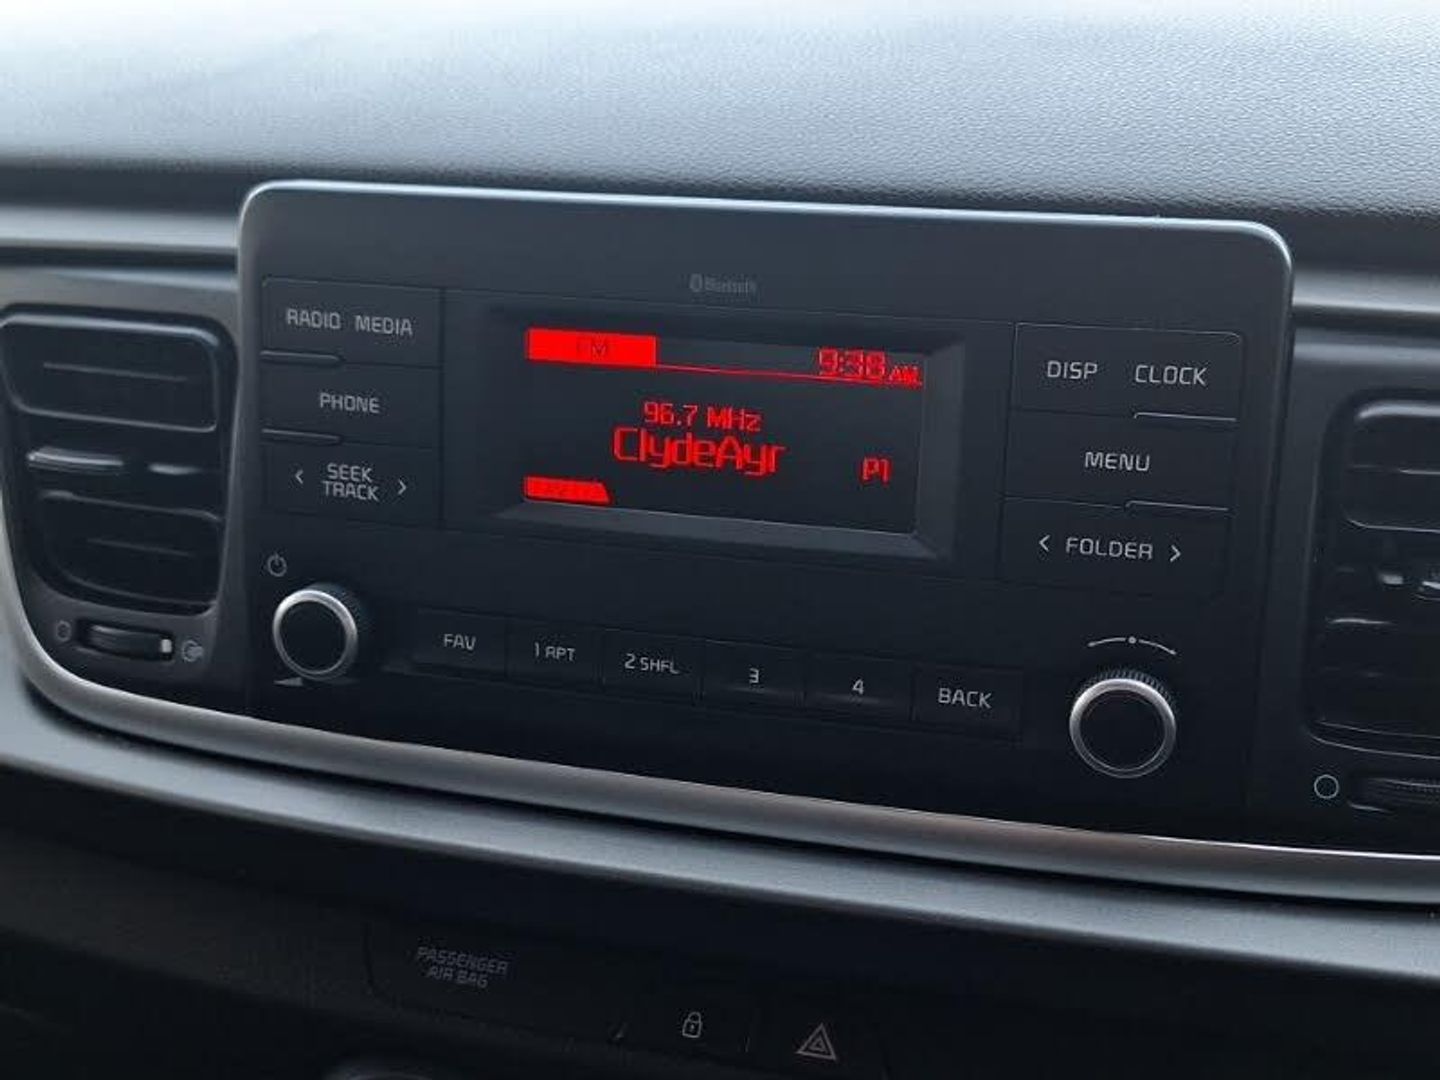 Bluetooth
RADIO MEDIA
FM
9:38 AM
DISP CLOCK
PHONE
96.7 MHz
ClydeAyr
P1
MENU
< SEEK TRACK >
< FOLDER >
FAV
1 RPT
2 SHFL
3
4
BACK
PASSENGER
AIR BAG